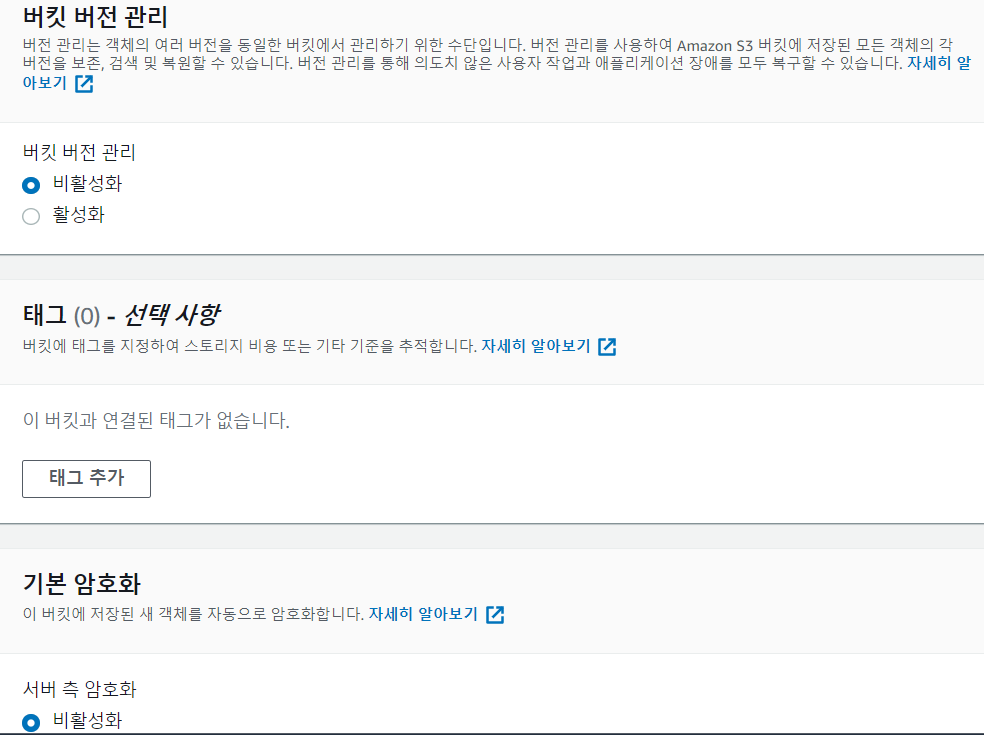 버킷 버전 관리
버전 관리는 객체의 여러 버전을 동일한 버킷에서 관리하기 위한 수단입니다. 버전 관리를 사용하여 Amazon S3 버킷에 저장된 모든 객체의 각
버전을 보존, 검색 및 복원할 수 있습니다. 버전 관리를 통해 의도치 않은 사용자 작업과 애플리케이션 장애를 모두 복구할 수 있습니다. 자세히 알
아보기
버킷 버전 관리
비활성화
활성화
태그 (0) - 선택 사항
버킷에 태그를 지정하여 스토리지 비용 또는 기타 기준을 추적합니다. 자세히 알아보기
이 버킷과 연결된 태그가 없습니다.
태그 추가
기본 암호화
이 버킷에 저장된 새 객체를 자동으로 암호화합니다. 자세히 알아보기
서버 측 암호화
비활성화